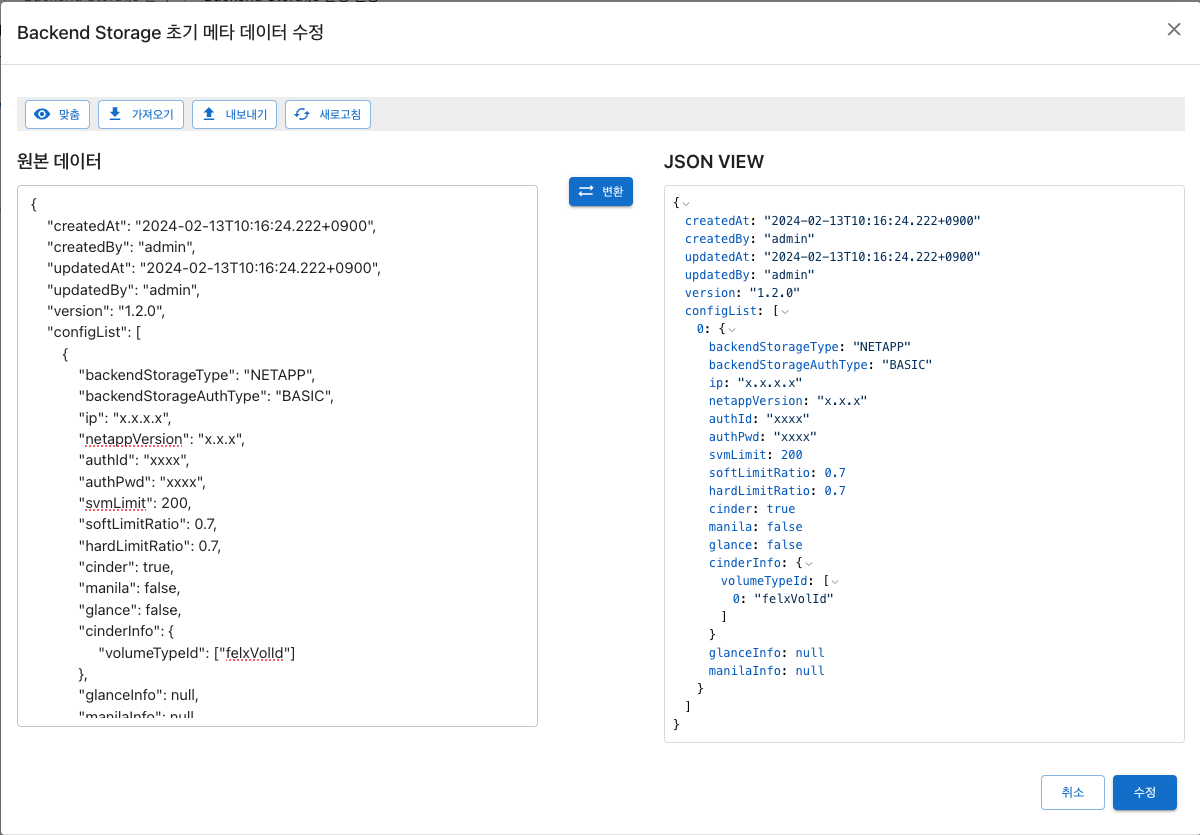 Backend Storage 초기 메타 데이터 수정
맞춤 가져오기 내보내기 새로고침
원본 데이터
{
"createdAt": "2024-02-13T10:16:24.222+0900",
"createdBy": "admin",
"updatedAt": "2024-02-13T10:16:24.222+0900",
"updatedBy": "admin",
"version": "1.2.0",
"configList": [
{
"backendStorageType": "NETAPP",
"backendStorageAuthType": "BASIC",
"ip": "x.x.x.x",
"netappVersion": "x.x.x",
"authId": "xxxx",
"authPwd": "xxxx",
"svmLimit": 200,
"softLimitRatio": 0.7,
"hardLimitRatio": 0.7,
"cinder": true,
"manila": false,
"glance": false,
"cinderInfo": {
"volumeTypeId": ["felxVolId"]
},
"glanceInfo": null,
"manilaInfo": null
변환
JSON VIEW
{
createdAt: "2024-02-13T10:16:24.222+0900"
createdBy: "admin"
updatedAt: "2024-02-13T10:16:24.222+0900"
updatedBy: "admin"
version: "1.2.0"
configList: [
0: {
backendStorageType: "NETAPP"
backendStorageAuthType: "BASIC"
ip: "x.x.x.x"
netappVersion: "x.x.x"
authId: "xxxx"
authPwd: "xxxx"
svmLimit: 200
softLimitRatio: 0.7
hardLimitRatio: 0.7
cinder: true
manila: false
glance: false
cinderInfo: {
volumeTypeId: [
0: "felxVolId"
]
}
glanceInfo: null
manilaInfo: null
}
]
}
취소 수정